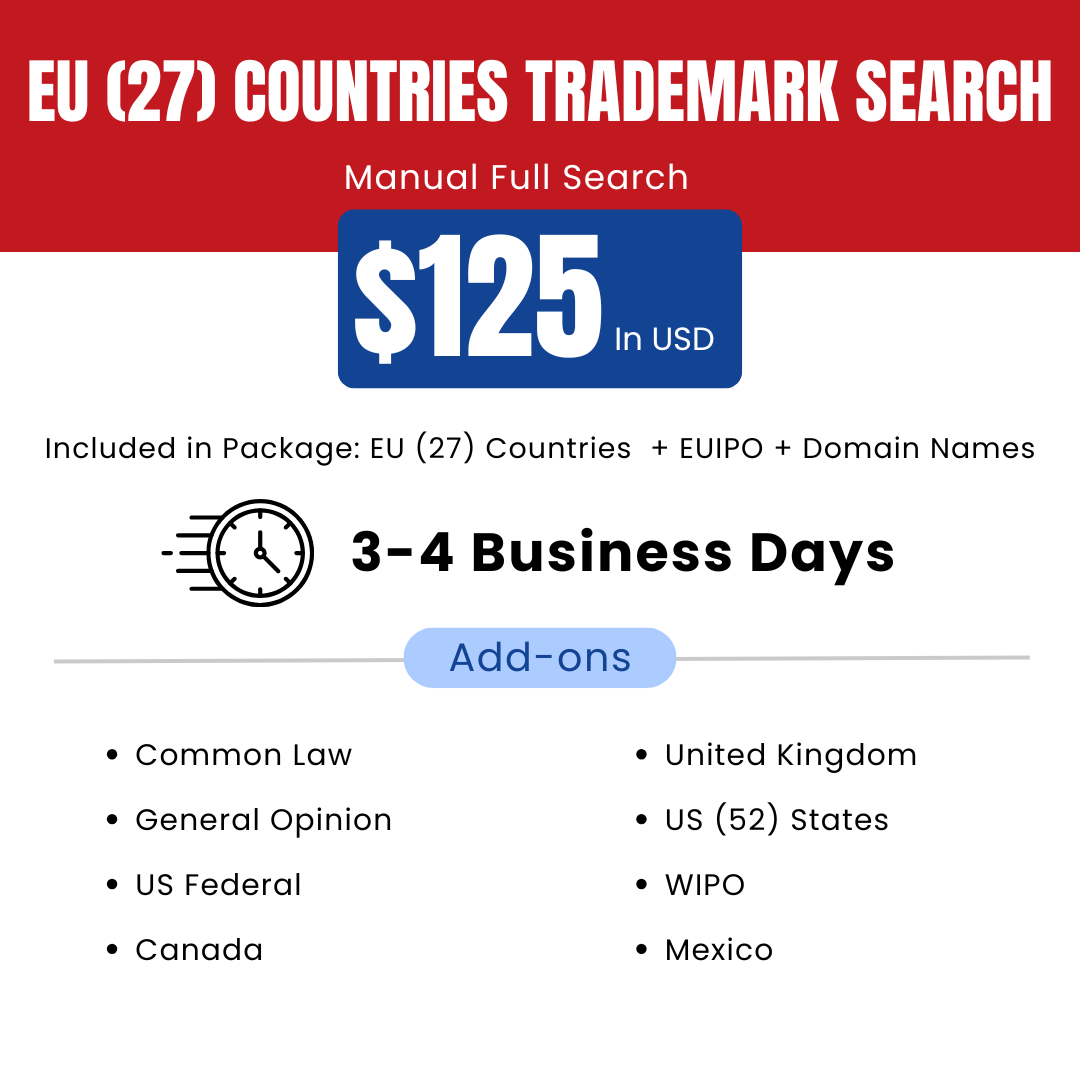 EU (27) COUNTRIES TRADEMARK SEARCH
Manual Full Search
$125 In USD
Included in Package: EU (27) Countries + EUIPO + Domain Names
3-4 Business Days
Add-ons
• Common Law
• General Opinion
• US Federal
• Canada
• United Kingdom
• US (52) States
• WIPO
• Mexico